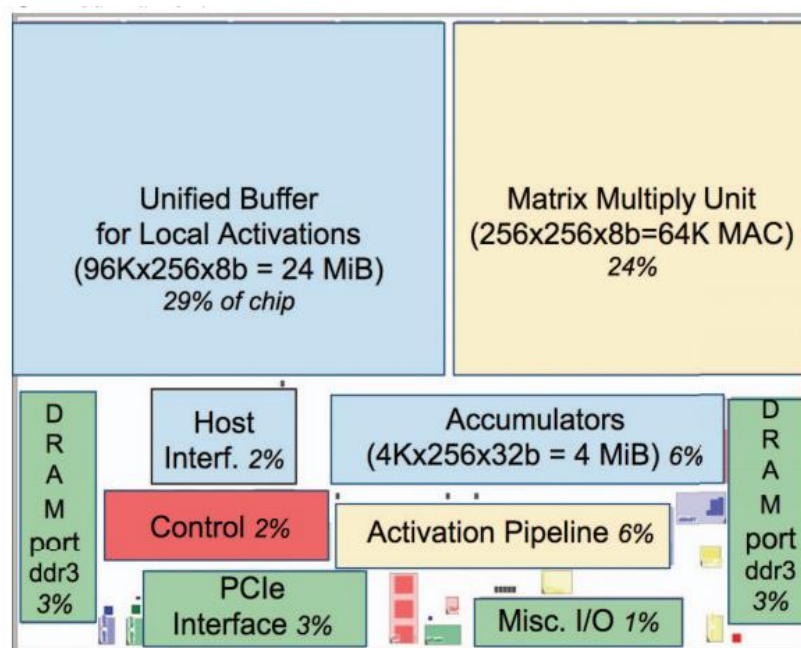 Unified Buffer
for Local Activations
(96Kx256x8b = 24 MiB)
29% of chip
Matrix Multiply Unit
(256x256x8b=64K MAC)
24%
D
R
A
M
port
ddr3
3%
Host
Interf. 2%
Accumulators
(4Kx256x32b = 4 MiB) 6%
D
R
A
M
port
ddr3
3%
Control 2%
Activation Pipeline 6%
PCIe
Interface 3%
Misc. I/O 1%